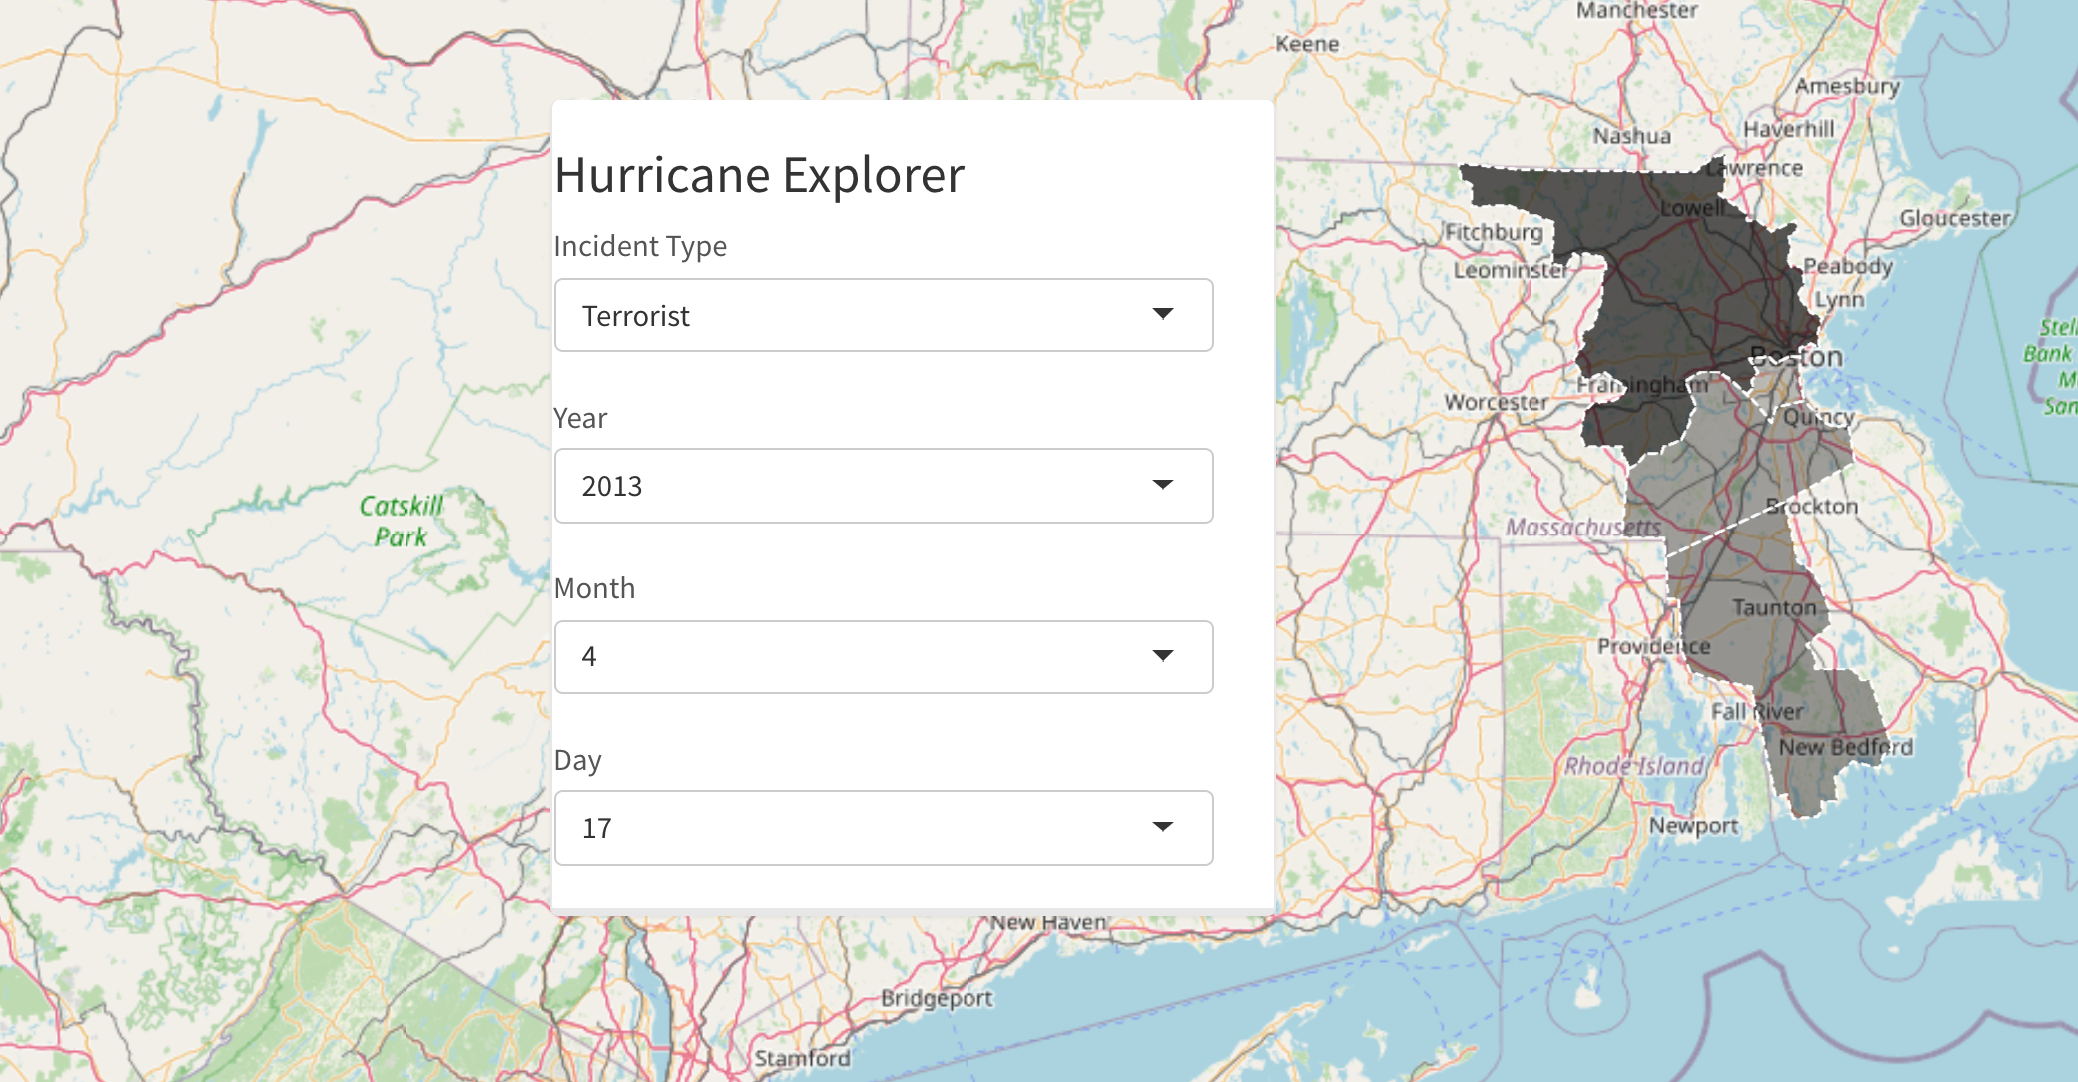 Hurricane Explorer
Incident Type
Terrorist
Year
2013
Month
4
Day
17
Manchester
Keene
Amesbury
Nashua
Haverhill
Lawrence
Lowell
Gloucester
Fitchburg
Leominster
Peabody
Lynn
Boston
Framingham
Worcester
Quincy
Catskill
Park
Brockton
Massachusetts
Taunton
Providence
Fall River
New Bedford
Rhode Island
Newport
New Haven
Bridgeport
Stamford
Stel
Bank
M
San